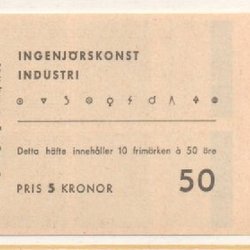 INGENJÖRSKONST
INDUSTRI
Detta häfte innehåller 10 frimärken à 50 öre
PRIS 5 KRONOR 50